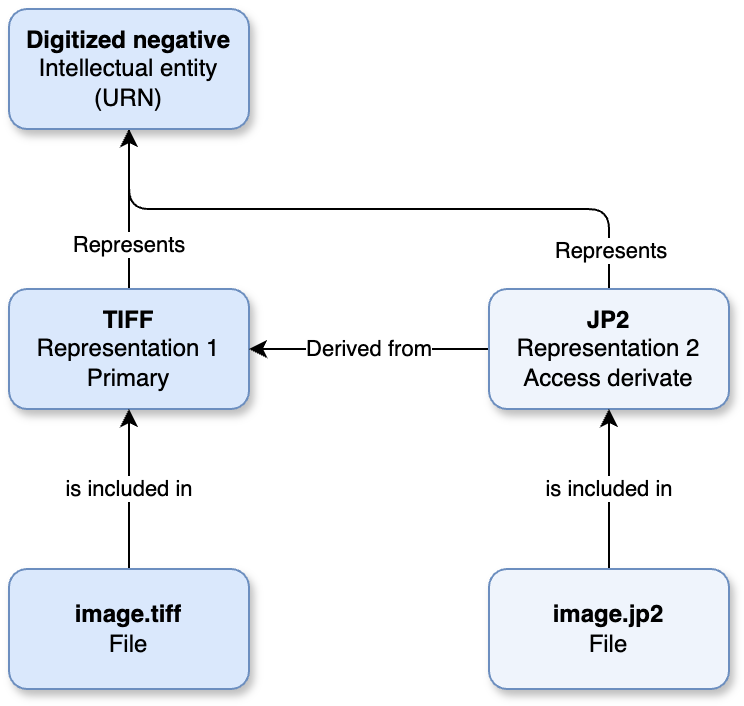 Digitized negative
Intellectual entity
(URN)
Represents
Represents
TIFF
Representation 1
Primary
Derived from
JP2
Representation 2
Access derivate
is included in
is included in
image.tiff
File
image.jp2
File